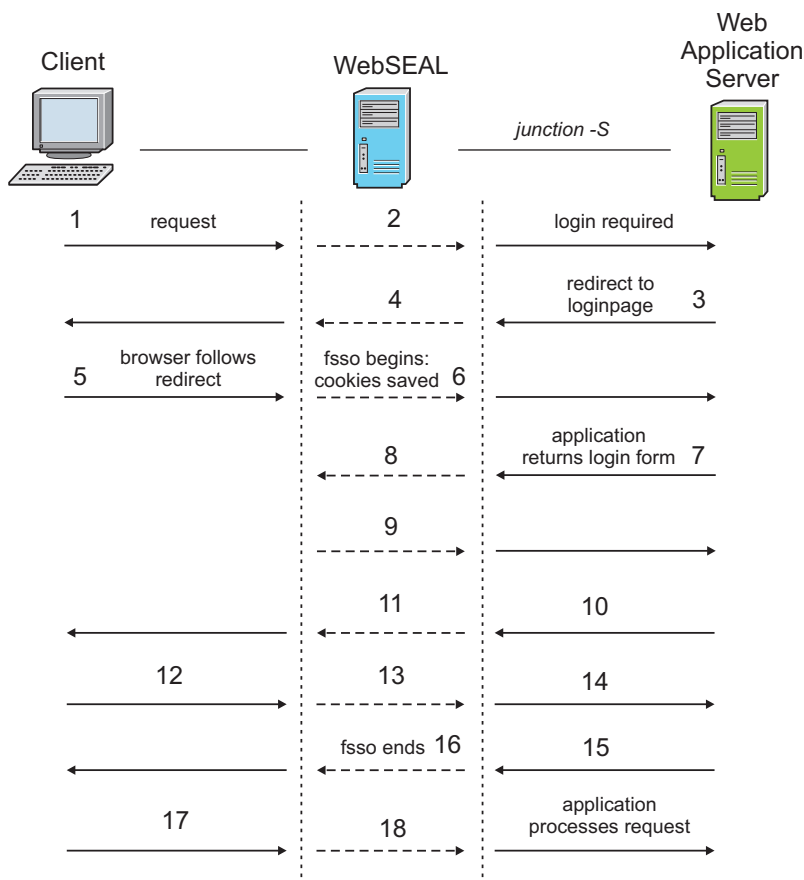 Client
WebSEAL
Web
Application
Server
junction -S
1 request 2 login required
4 redirect to
loginpage 3
5 browser follows
redirect
fsso begins:
cookies saved 6
8 application
returns login form 7
9
11 10
12 13 14
fsso ends 16 15
17 18 application
processes request